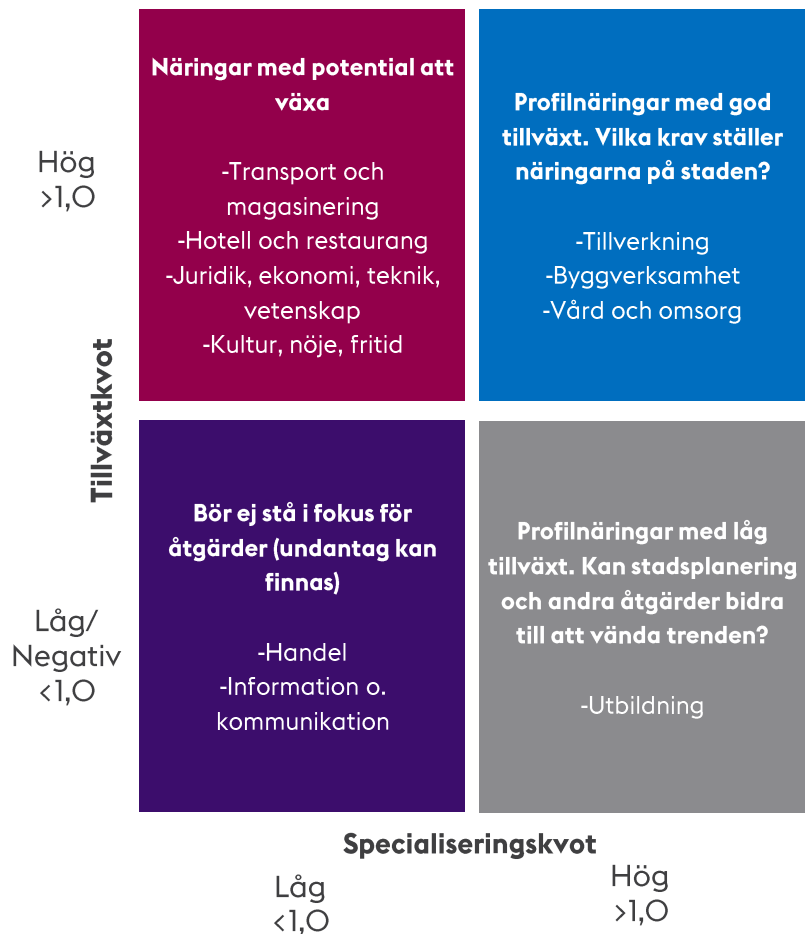 Näringar med potential att
växa
-Transport och
magasinering
-Hotell och restaurang
-Juridik, ekonomi, teknik,
vetenskap
-Kultur, nöje, fritid
Profilnäringar med god
tillväxt. Vilka krav ställer
näringarna på staden?
-Tillverkning
-Byggverksamhet
-Vård och omsorg
Hög
>1,0
Tillväxtkvot
Låg/
Negativ
<1,0
Bör ej stå i fokus för
åtgärder (undantag kan
finnas)
-Handel
-Information o.
kommunikation
Profilnäringar med låg
tillväxt. Kan stadsplanering
och andra åtgärder bidra
till att vända trenden?
-Utbildning
Specialiseringskvot
Låg
<1,0
Hög
>1,0